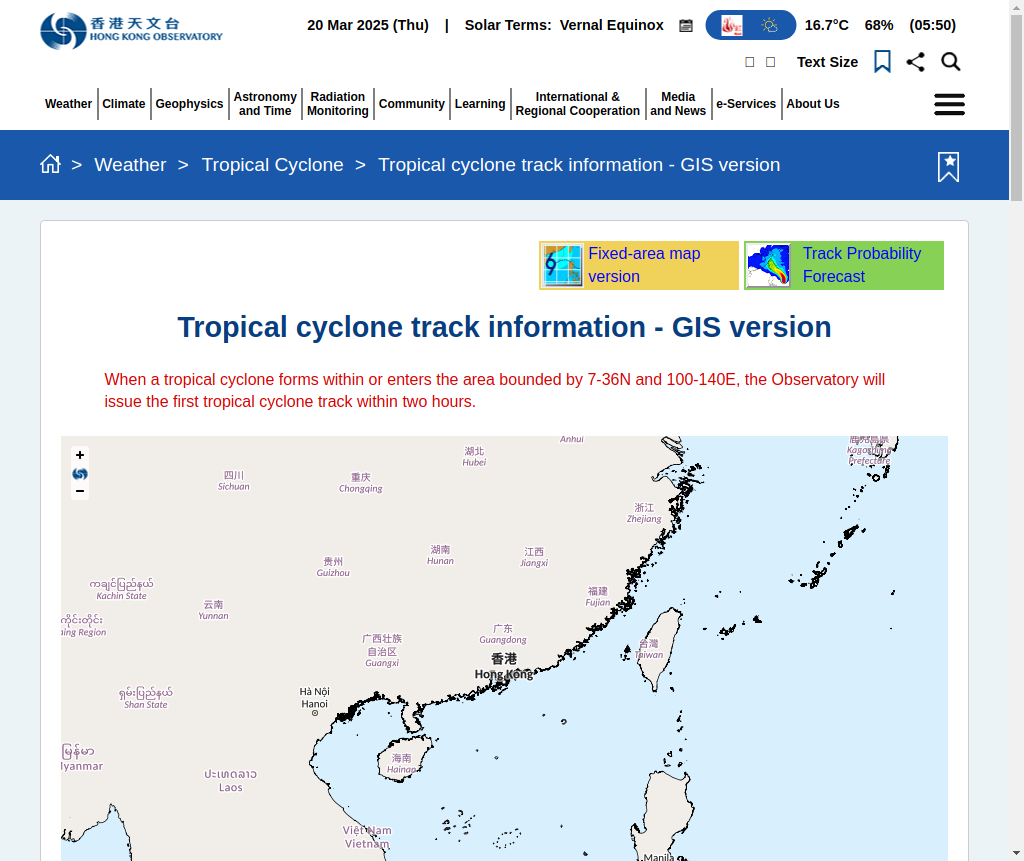 香港天文台
HONG KONG OBSERVATORY
20 Mar 2025 (Thu) | Solar Terms: Vernal Equinox 16.7°C 68% (05:50)
Text Size
Weather
Climate
Geophysics
Astronomy
and Time
Radiation
Monitoring
Community
Learning
International &
Regional Cooperation
Media
and News
e-Services
About Us
> Weather > Tropical Cyclone > Tropical cyclone track information - GIS version
Fixed-area map
version
Track Probability
Forecast
Tropical cyclone track information - GIS version
When a tropical cyclone forms within or enters the area bounded by 7-36N and 100-140E, the Observatory will
issue the first tropical cyclone track within two hours.
+
−
Anhui
湖北
Hubei
Kagoshima
Prefecture
四川
Sichuan
重庆
Chongqing
浙江
Zhejiang
湖南
Hunan
江西
Jiangxi
贵州
Guizhou
ကချင်ပြည်နယ်
Kachin State
福建
Fujian
云南
Yunnan
ing Region
广东
Guangdong
广西壮族
自治区
Guangxi
台灣
Taiwan
香港
Hong Kong
Hà Nội
Hanoi
ရှမ်းပြည်နယ်
Shan State
မြန်မာ
Myanmar
海南
Hainan
ປະເທດລາວ
Laos
Việt Nam
Vietnam
Manila